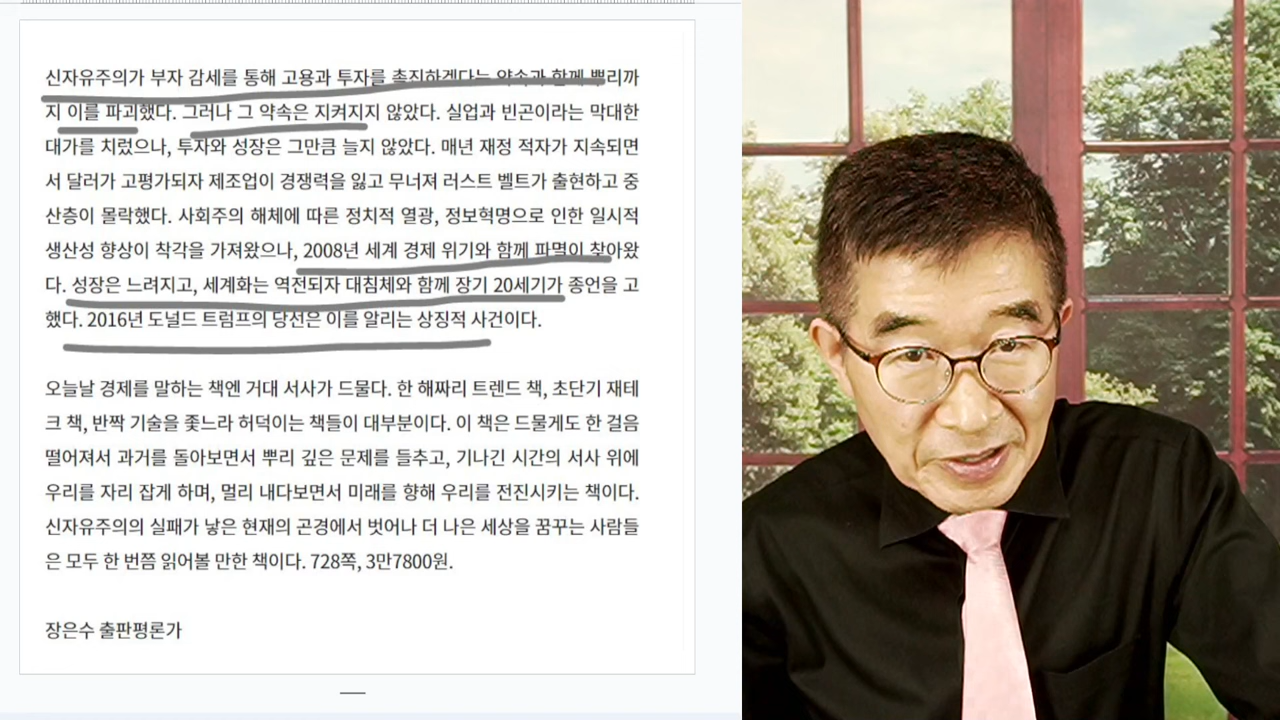 신자유주의가 부자 감세를 통해 고용과 투자를 촉진하겠다는 약속과 함께 뿌리까
지 이를 파괴했다. 그러나 그 약속은 지켜지지 않았다. 실업과 빈곤이라는 막대한
대가를 치렀으나, 투자와 성장은 그만큼 늘지 않았다. 매년 재정 적자가 지속되면
서 달러가 고평가되자 제조업이 경쟁력을 잃고 무너져 러스트 벨트가 출현하고 중
산층이 몰락했다. 사회주의 해체에 따른 정치적 열광, 정보혁명으로 인한 일시적
생산성 향상이 착각을 가져왔으나, 2008년 세계 경제 위기와 함께 파멸이 찾아왔
다. 성장은 느려지고, 세계화는 역전되자 대침체와 함께 장기 20세기가 종언을 고
했다. 2016년 도널드 트럼프의 당선은 이를 알리는 상징적 사건이다.
오늘날 경제를 말하는 책엔 거대 서사가 드물다. 한 해짜리 트렌드 책, 초단기 재테
크 책, 반짝 기술을 좇느라 허덕이는 책들이 대부분이다. 이 책은 드물게도 한 걸음
떨어져서 과거를 돌아보면서 뿌리 깊은 문제를 들추고, 기나긴 시간의 서사 위에
우리를 자리 잡게 하며, 멀리 내다보면서 미래를 향해 우리를 전진시키는 책이다.
신자유주의의 실패가 낳은 현재의 곤경에서 벗어나 더 나은 세상을 꿈꾸는 사람들
은 모두 한 번쯤 읽어볼 만한 책이다. 728쪽, 3만7800원.
장은수 출판평론가